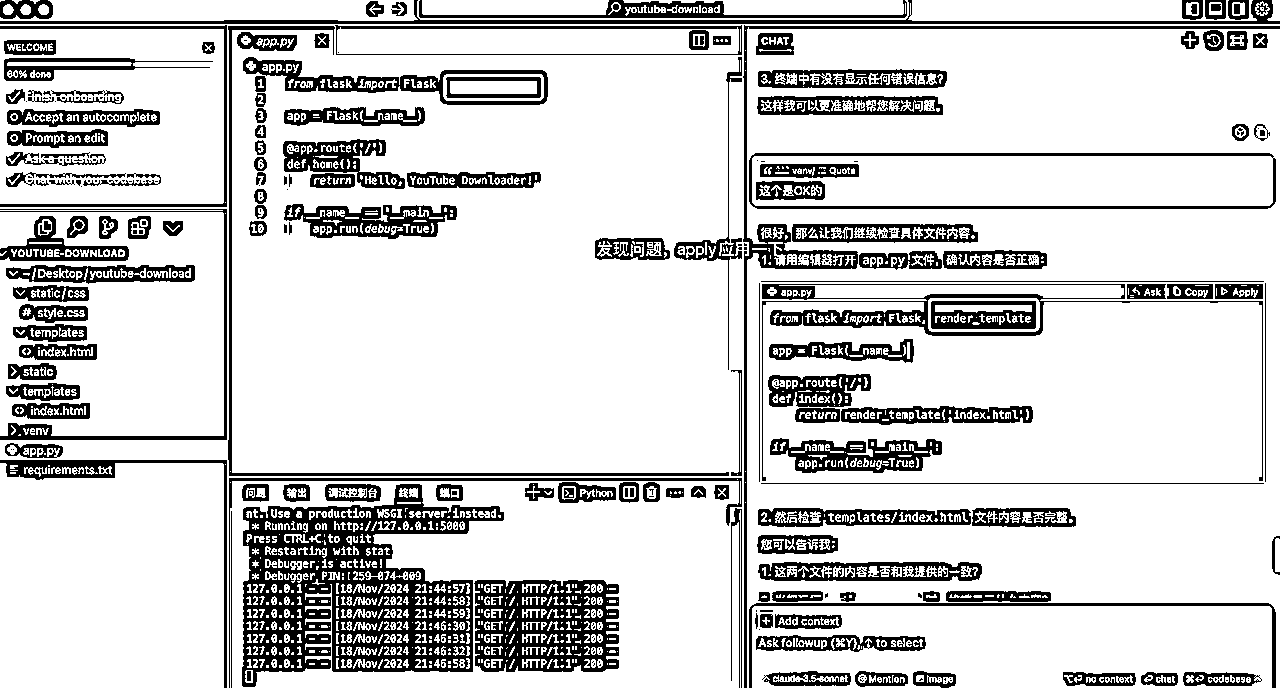 youtube-download
WELCOME
60% done
Finish onboarding
Accept an autocomplete
Prompt an edit
Ask a question
Chat with your codebase
YOUTUBE-DOWNLOAD
~/Desktop/youtube-download
static/css
# style.css
templates
index.html
static
templates
index.html
venv
app.py
requirements.txt
app.py
app.py
1 from flask import Flask
2
3 app = Flask(__name__)
4
5 @app.route('/')
6 def home():
7 return "Hello, YouTube Downloader!"
8
9 if __name__ == '__main__':
10 app.run(debug=True)
发现问题, apply应用一下
问题 输出 调试控制台 终端 端口
Python
nt. Use a production WSGI server instead.
* Running on http://127.0.0.1:5000
Press CTRL+C to quit
* Restarting with stat
* Debugger is active!
* Debugger PIN: 259-074-009
127.0.0.1 - - [18/Nov/2024 21:44:57] "GET / HTTP/1.1" 200 -
127.0.0.1 - - [18/Nov/2024 21:44:58] "GET / HTTP/1.1" 200 -
127.0.0.1 - - [18/Nov/2024 21:44:59] "GET / HTTP/1.1" 200 -
127.0.0.1 - - [18/Nov/2024 21:46:30] "GET / HTTP/1.1" 200 -
127.0.0.1 - - [18/Nov/2024 21:46:31] "GET / HTTP/1.1" 200 -
127.0.0.1 - - [18/Nov/2024 21:46:32] "GET / HTTP/1.1" 200 -
127.0.0.1 - - [18/Nov/2024 21:46:58] "GET / HTTP/1.1" 200 -
CHAT
3. 终端中有没有显示任何错误信息?
这样我可以更准确地帮您解决问题。
venv/ Quote
这个是OK的
很好, 那么让我们继续检查具体文件内容。
1. 请用编辑器打开 app.py 文件, 确认内容是否正确:
app.py
Ask Copy Apply
from flask import Flask, render_template
app = Flask(__name__)
@app.route('/')
def index():
return render_template('index.html')
if __name__ == '__main__':
app.run(debug=True)
2. 然后检查 templates/index.html 文件内容是否完整。
您可以告诉我:
1. 这两个文件的内容是否和我提供的一致?
Add context
Ask followup (⌘Y), ↑ to select
claude-3.5-sonnet @ Mention Image
no context chat codebase